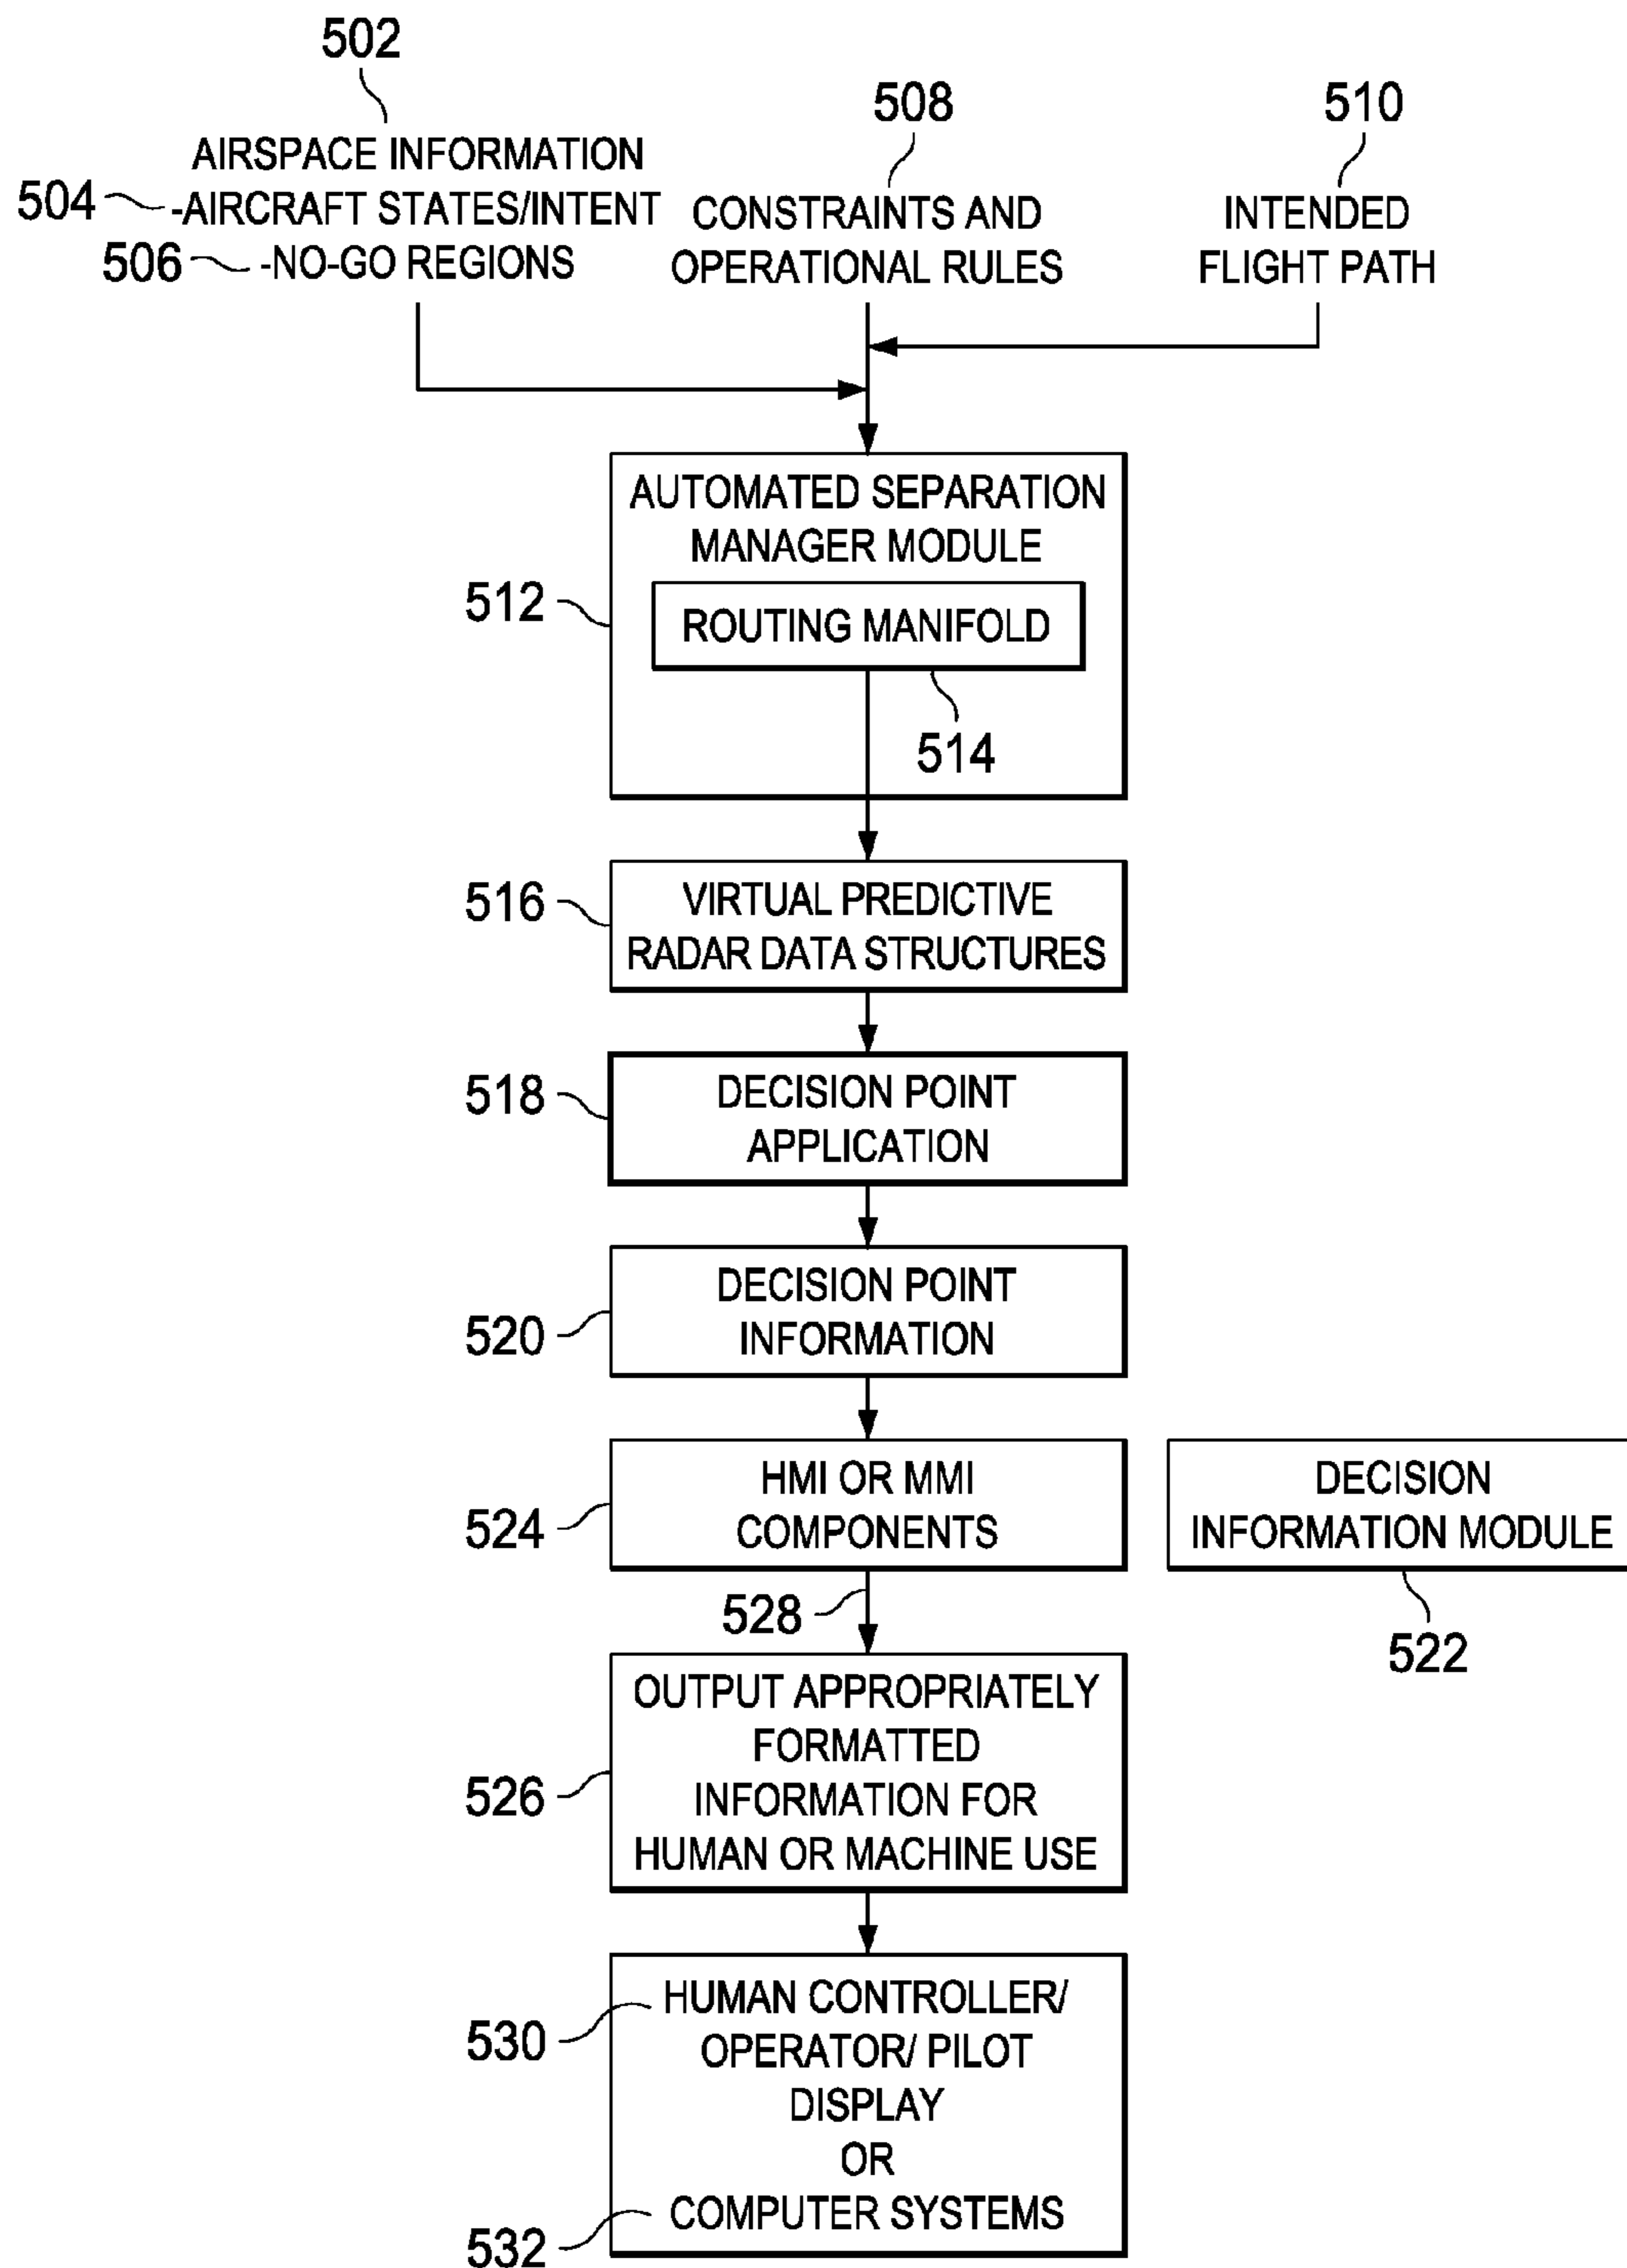 502
AIRSPACE INFORMATION
504
-AIRCRAFT STATES/INTENT
506
-NO-GO REGIONS
508
CONSTRAINTS AND
OPERATIONAL RULES
510
INTENDED
FLIGHT PATH
AUTOMATED SEPARATION
MANAGER MODULE
512
ROUTING MANIFOLD
514
516
VIRTUAL PREDICTIVE
RADAR DATA STRUCTURES
518
DECISION POINT
APPLICATION
520
DECISION POINT
INFORMATION
524
HMI OR MMI
COMPONENTS
DECISION
INFORMATION MODULE
522
528
526
OUTPUT APPROPRIATELY
FORMATTED
INFORMATION FOR
HUMAN OR MACHINE USE
530
HUMAN CONTROLLER/
OPERATOR/ PILOT
DISPLAY
OR
532
COMPUTER SYSTEMS